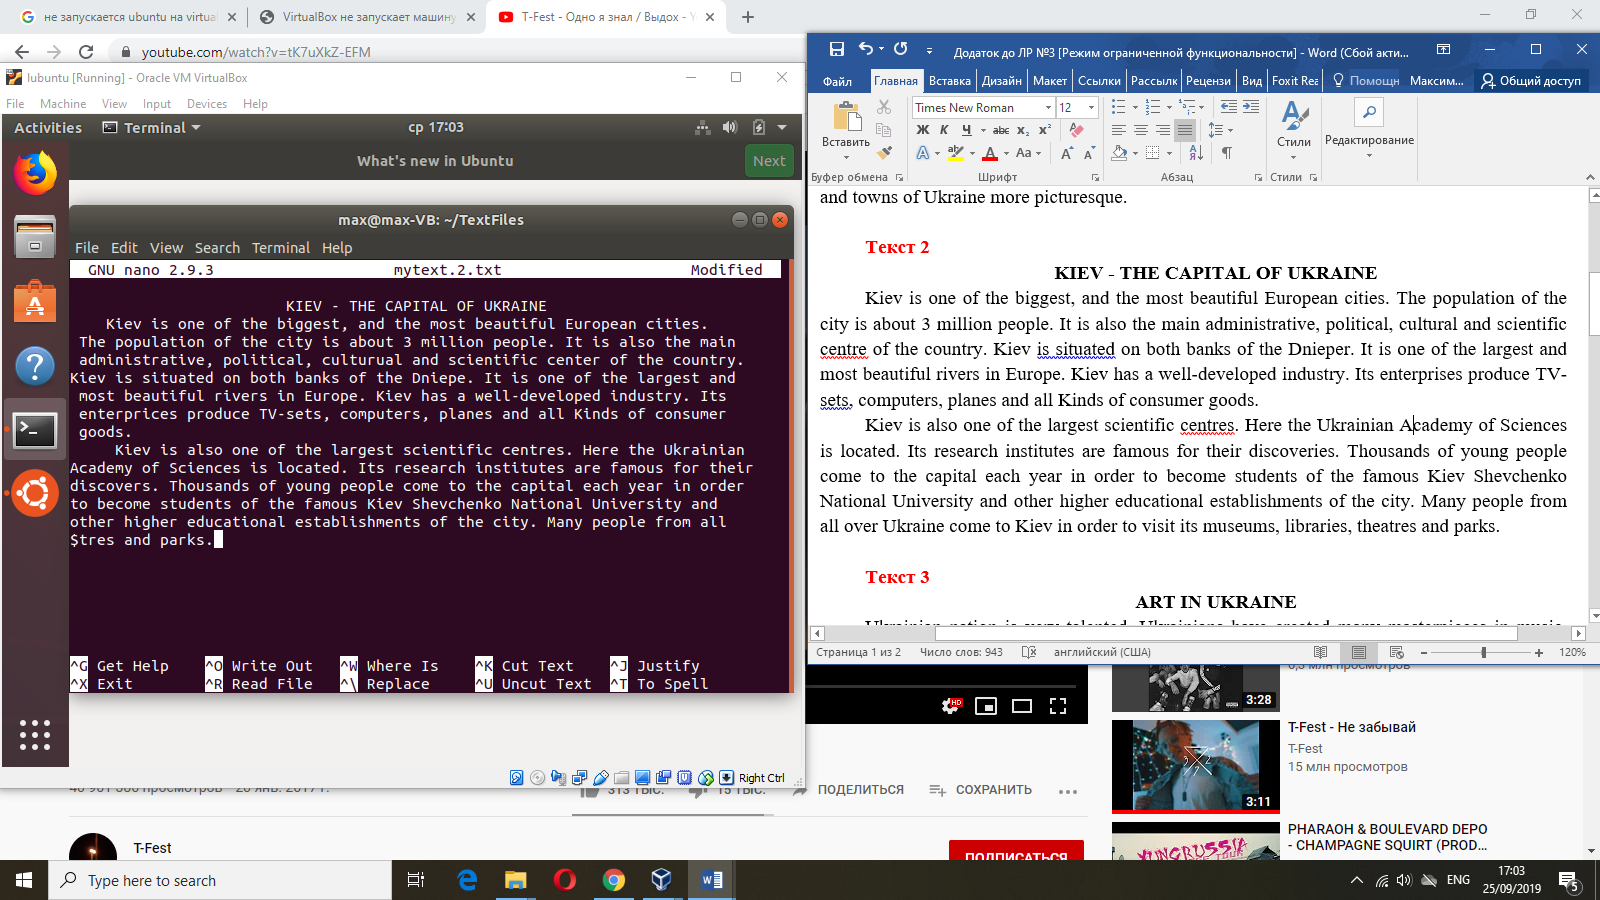 не запускается ubuntu на virtual
VirtualBox не запускает машину
T-Fest - Одно я знал / Выдох - Y
youtube.com/watch?v=tK7uXkZ-EFM
lubuntu [Running] - Oracle VM VirtualBox
File Machine View Input Devices Help
Activities Terminal ср 17:03
What's new in Ubuntu
Next
max@max-VB: ~/TextFiles
File Edit View Search Terminal Help
GNU nano 2.9.3 mytext.2.txt Modified
KIEV - THE CAPITAL OF UKRAINE
Kiev is one of the biggest, and the most beautiful European cities.
The population of the city is about 3 million people. It is also the main
administrative, political, culturual and scientific center of the country.
Kiev is situated on both banks of the Dniepe. It is one of the largest and
most beautiful rivers in Europe. Kiev has a well-developed industry. Its
enterprices produce TV-sets, computers, planes and all Kinds of consumer
goods.
Kiev is also one of the largest scientific centres. Here the Ukrainian
Academy of Sciences is located. Its research institutes are famous for their
discovers. Thousands of young people come to the capital each year in order
to become students of the famous Kiev Shevchenko National University and
other higher educational establishments of the city. Many people from all
$tres and parks.
^G Get Help ^O Write Out ^W Where Is ^K Cut Text ^J Justify
^X Exit ^R Read File ^\ Replace ^U Uncut Text ^T To Spell
Right Ctrl
Додаток до ЛР №3 [Режим ограниченной функциональности] - Word (Сбой акти...
Файл Главная Вставка Дизайн Макет Ссылки Рассылк Рецензи Вид Foxit Rea Помощн Максим... Общий доступ
Times New Roman 12
Вставить
Ж К Ч abc x₂ x²
A ab A Aa A A
Стили
Редактирование
Буфер обмена Шрифт Абзац Стили
and towns of Ukraine more picturesque.
Текст 2
KIEV - THE CAPITAL OF UKRAINE
Kiev is one of the biggest, and the most beautiful European cities. The population of the
city is about 3 million people. It is also the main administrative, political, cultural and scientific
centre of the country. Kiev is situated on both banks of the Dnieper. It is one of the largest and
most beautiful rivers in Europe. Kiev has a well-developed industry. Its enterprises produce TV-
sets, computers, planes and all Kinds of consumer goods.
Kiev is also one of the largest scientific centres. Here the Ukrainian Academy of Sciences
is located. Its research institutes are famous for their discoveries. Thousands of young people
come to the capital each year in order to become students of the famous Kiev Shevchenko
National University and other higher educational establishments of the city. Many people from
all over Ukraine come to Kiev in order to visit its museums, libraries, theatres and parks.
Текст 3
ART IN UKRAINE
Страница 1 из 2 Число слов: 943 английский (США) 120%
HD
3:28
T-Fest - Не забывай
T-Fest
15 млн просмотров
3:11
313 ТЫС. 15 ТЫС. ПОДЕЛИТЬСЯ СОХРАНИТЬ
T-Fest
ПОДПИСАТЬСЯ
PHARAOH & BOULEVARD DEPO
- CHAMPAGNE SQUIRT (PROD...
YUNGRUSSIA
Type here to search
ENG
17:03
25/09/2019
5